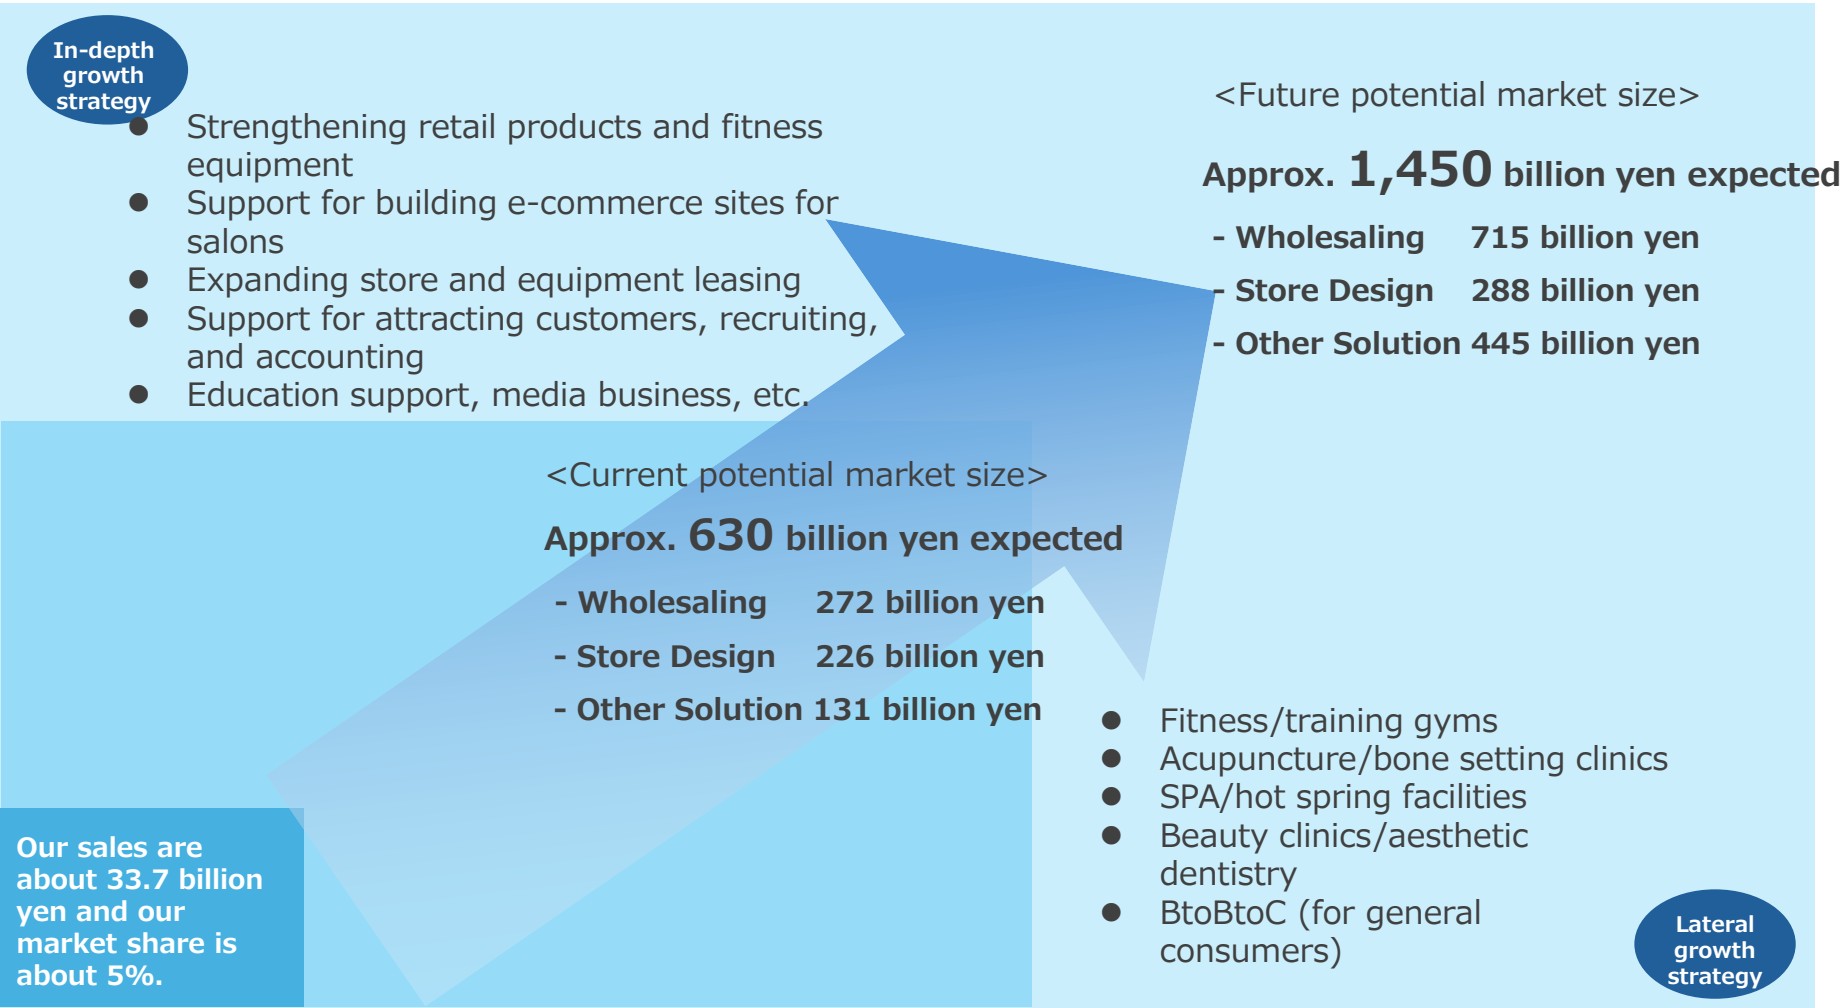 In-depth
growth
strategy
● Strengthening retail products and fitness
equipment
● Support for building e-commerce sites for
salons
● Expanding store and equipment leasing
● Support for attracting customers, recruiting,
and accounting
● Education support, media business, etc.
<Future potential market size>
Approx. 1,450 billion yen expected
- Wholesaling 715 billion yen
- Store Design 288 billion yen
- Other Solution 445 billion yen
<Current potential market size>
Approx. 630 billion yen expected
- Wholesaling 272 billion yen
- Store Design 226 billion yen
- Other Solution 131 billion yen
Our sales are
about 33.7 billion
yen and our
market share is
about 5%.
● Fitness/training gyms
● Acupuncture/bone setting clinics
● SPA/hot spring facilities
● Beauty clinics/aesthetic
dentistry
● BtoBtoC (for general
consumers)
Lateral
growth
strategy